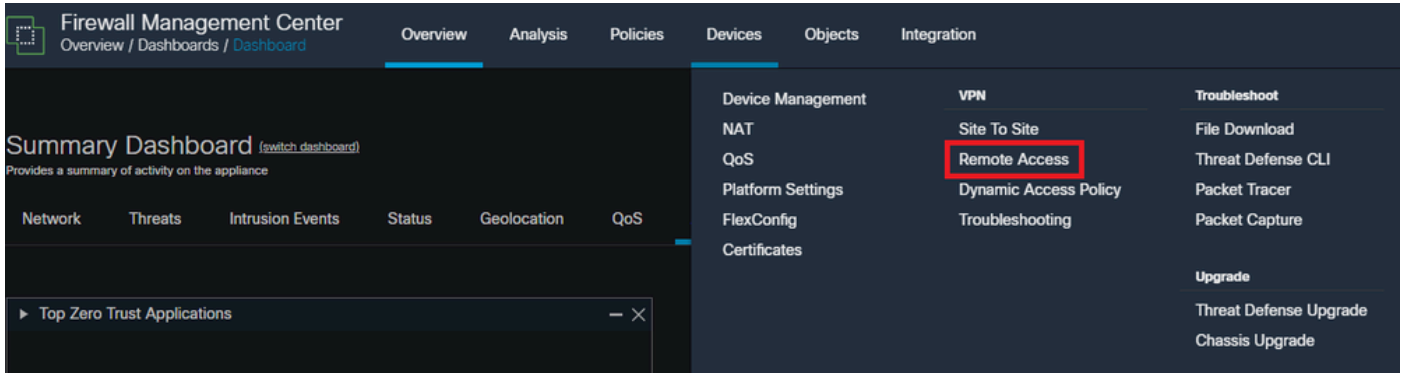 Firewall Management Center
Overview / Dashboards / Dashboard
Overview
Analysis
Policies
Devices
Objects
Integration
Summary Dashboard (switch dashboard)
Provides a summary of activity on the appliance
Network
Threats
Intrusion Events
Status
Geolocation
QoS
Top Zero Trust Applications
Device Management
NAT
QoS
Platform Settings
FlexConfig
Certificates
VPN
Site To Site
Remote Access
Dynamic Access Policy
Troubleshooting
Troubleshoot
File Download
Threat Defense CLI
Packet Tracer
Packet Capture
Upgrade
Threat Defense Upgrade
Chassis Upgrade